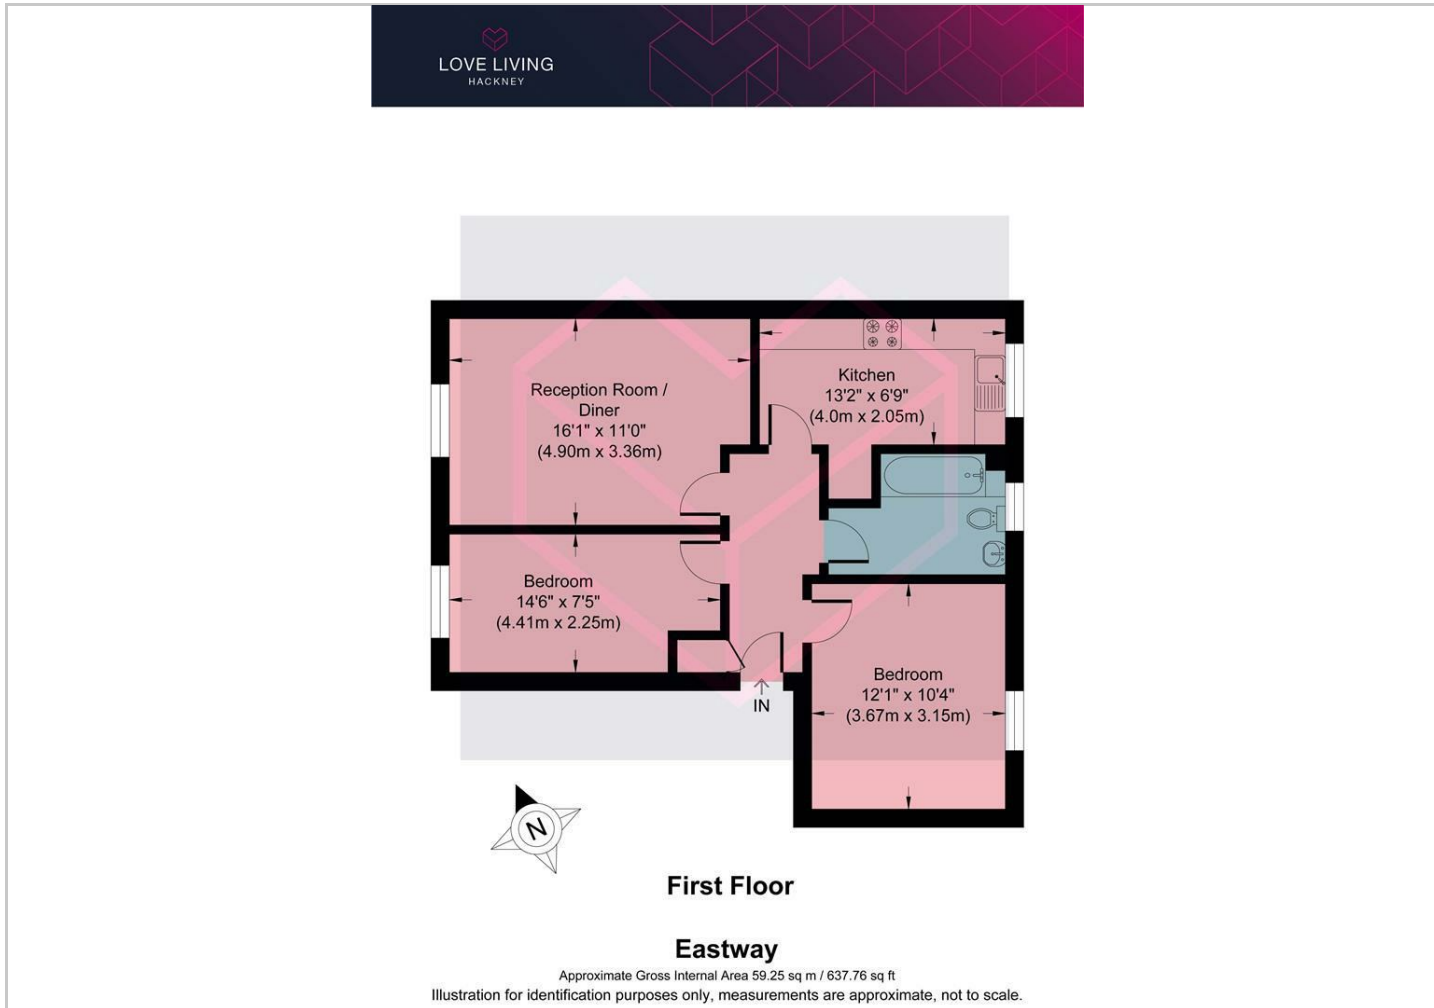 LOVE LIVING
HACKNEY
Reception Room /
Diner
16'1" x 11'0"
(4.90m x 3.36m)
Kitchen
13'2" x 6'9"
(4.0m x 2.05m)
Bedroom
14'6" x 7'5"
(4.41m x 2.25m)
Bedroom
12'1" x 10'4"
(3.67m x 3.15m)
IN
N
First Floor
Eastway
Approximate Gross Internal Area 59.25 sq m / 637.76 sq ft
Illustration for identification purposes only, measurements are approximate, not to scale.